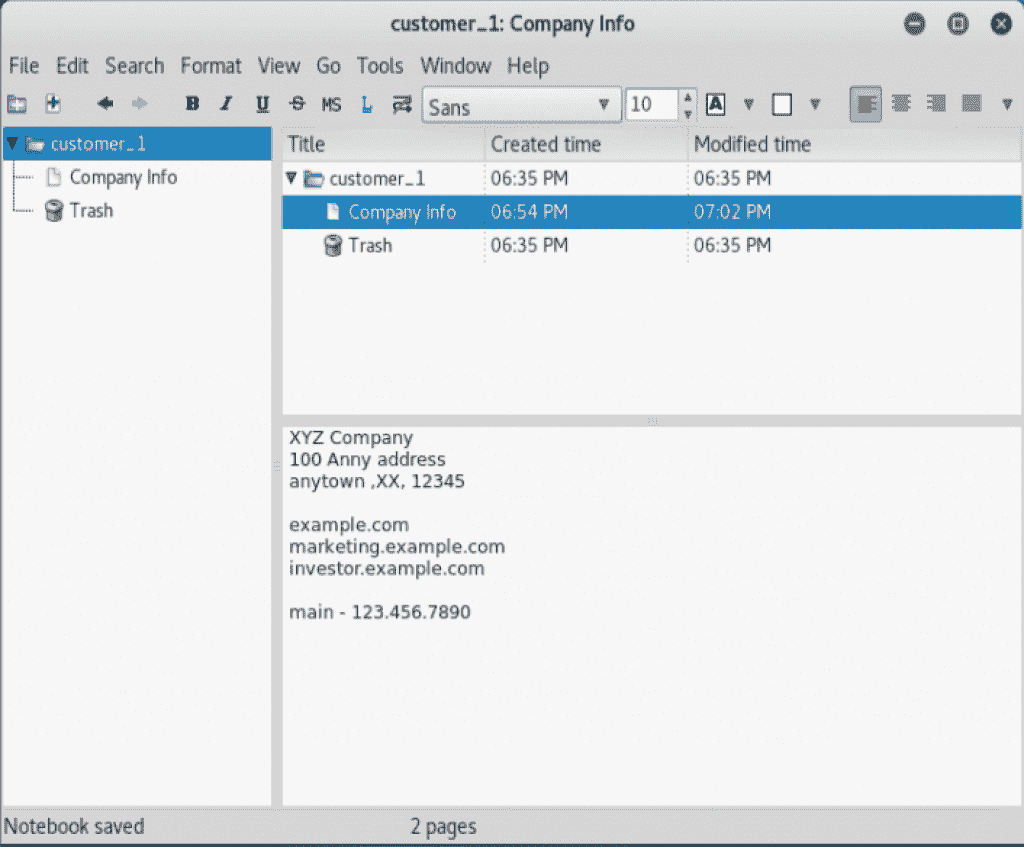 customer_1: Company Info
File Edit Search Format View Go Tools Window Help
B I U S MS L Sans 10 A
customer_1
Company Info
Trash
Title Created time Modified time
customer_1 06:35 PM 06:35 PM
Company Info 06:54 PM 07:02 PM
Trash 06:35 PM 06:35 PM
XYZ Company
100 Anny address
anytown ,XX, 12345
example.com
marketing.example.com
investor.example.com
main - 123.456.7890
Notebook saved 2 pages